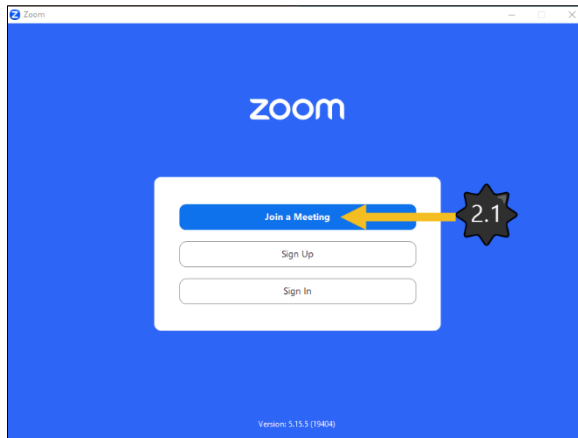 Zoom
zoom
Join a Meeting
2.1
Sign Up
Sign In
Version: 5.15.5 (19404)